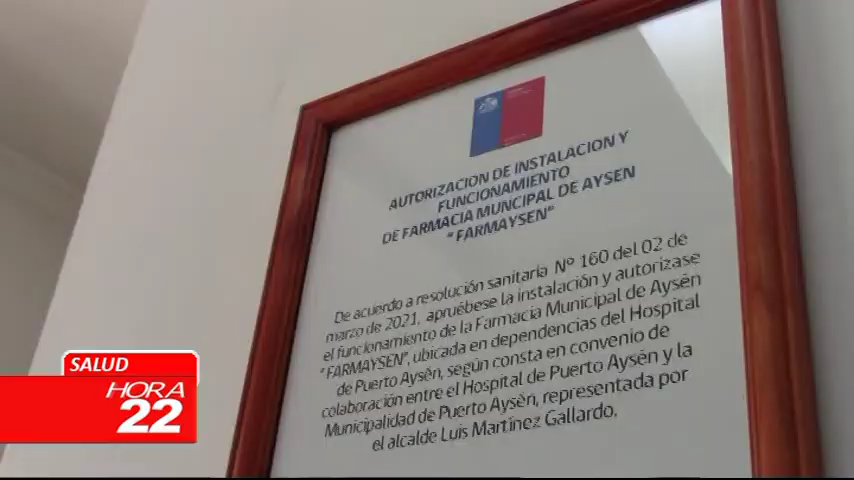 AUTORIZACION DE INSTALACION Y
FUNCIONAMIENTO
DE FARMACIA MUNCIPAL DE AYSEN
"FARMAYSEN"
De acuerdo a resolución sanitaria Nº 160 del 02 de
marzo de 2021, apruébese la instalación y autorizase
el funcionamiento de la Farmacia Municipal de Aysén
"FARMAYSEN", ubicada en dependencias del Hospital
de Puerto Aysén, según consta en convenio de
colaboración entre el Hospital de Puerto Aysén y la
Municipalidad de Puerto Aysén, representada por
el alcalde Luis Martínez Gallardo.
SALUD
HORA
22